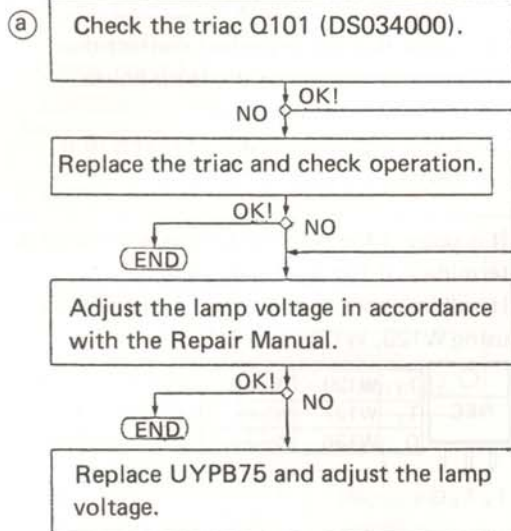 ⓐ
Check the triac Q101 (DS034000).
OK!
NO
Replace the triac and check operation.
OK!
NO
END
Adjust the lamp voltage in accordance
with the Repair Manual.
OK!
NO
END
Replace UYPB75 and adjust the lamp
voltage.